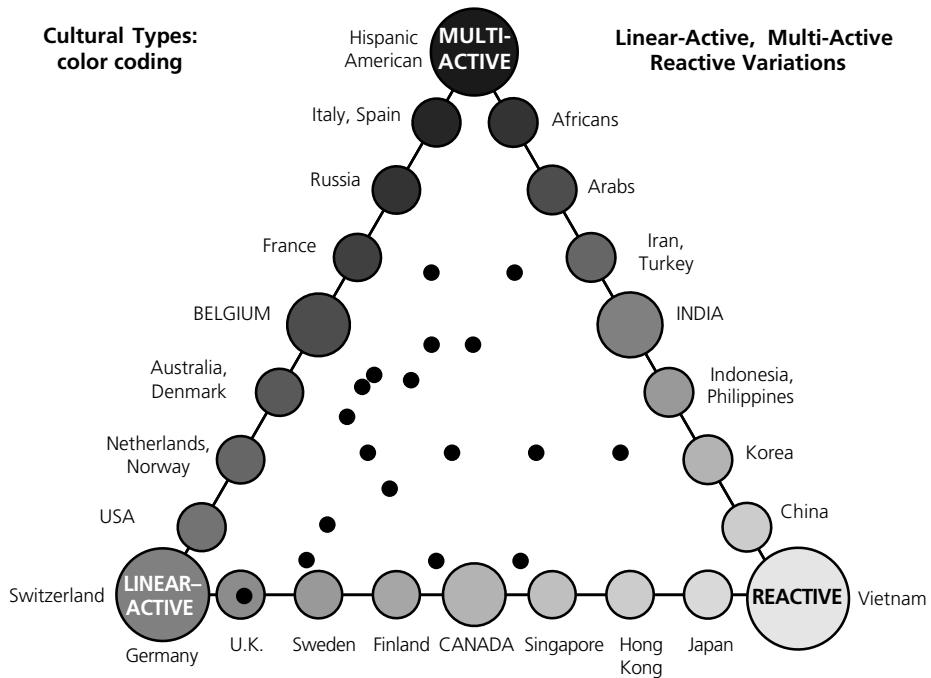 Cultural Types:
color coding
Linear-Active, Multi-Active
Reactive Variations
MULTI-
ACTIVE
Hispanic
American
Italy, Spain
Africans
Russia
Arabs
France
Iran,
Turkey
BELGIUM
INDIA
Australia,
Denmark
Indonesia,
Philippines
Netherlands,
Norway
Korea
USA
China
Switzerland
LINEAR–
ACTIVE
REACTIVE
Vietnam
Germany
U.K.
Sweden
Finland
CANADA
Singapore
Hong
Kong
Japan